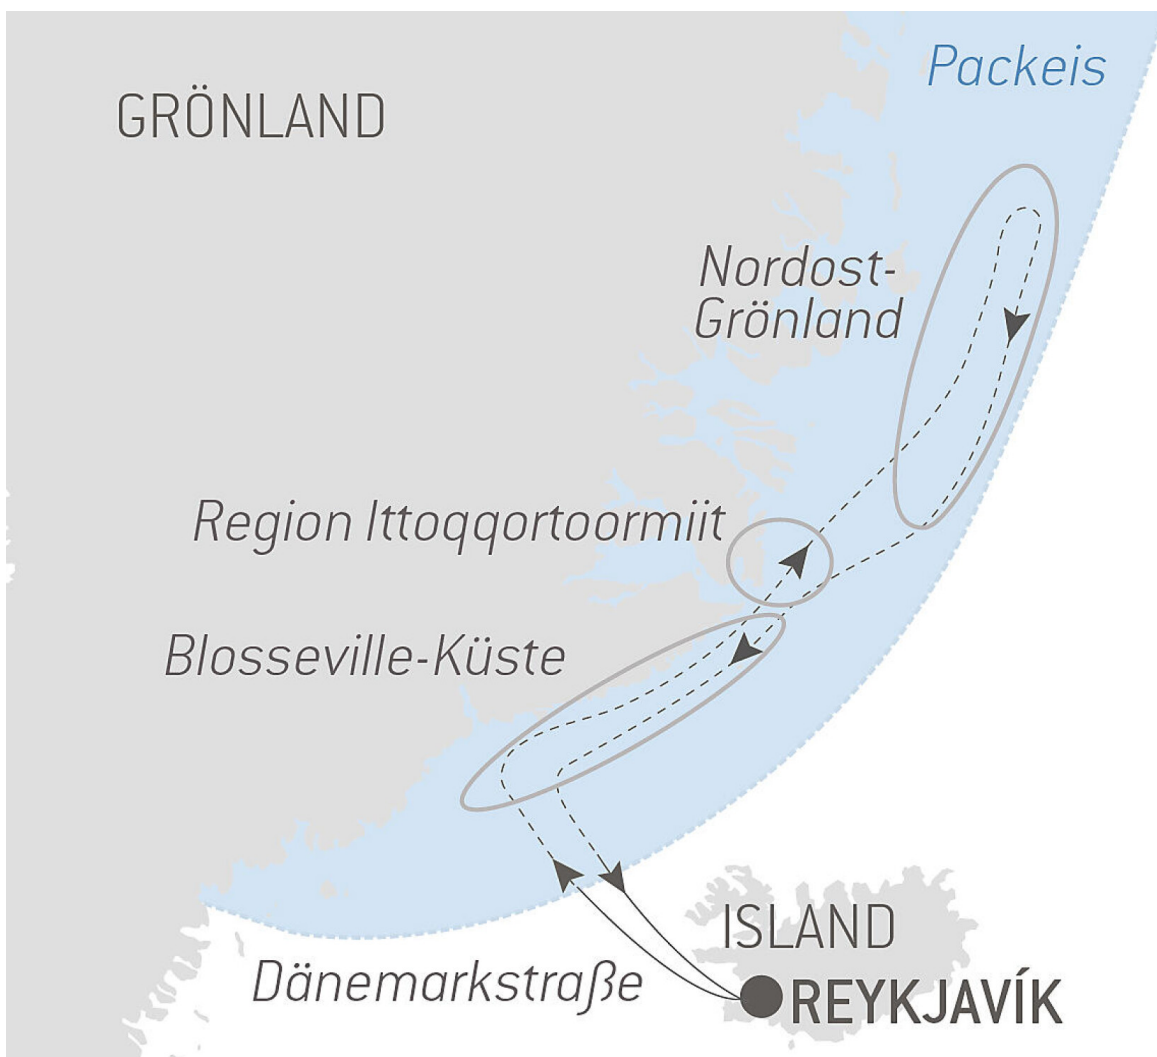 Packeis
GRÖNLAND
Nordost-
Grönland
Region Ittoqqortoormiit
Blosseville-Küste
ISLAND
Dänemarkstraße
REYKJAVÍK